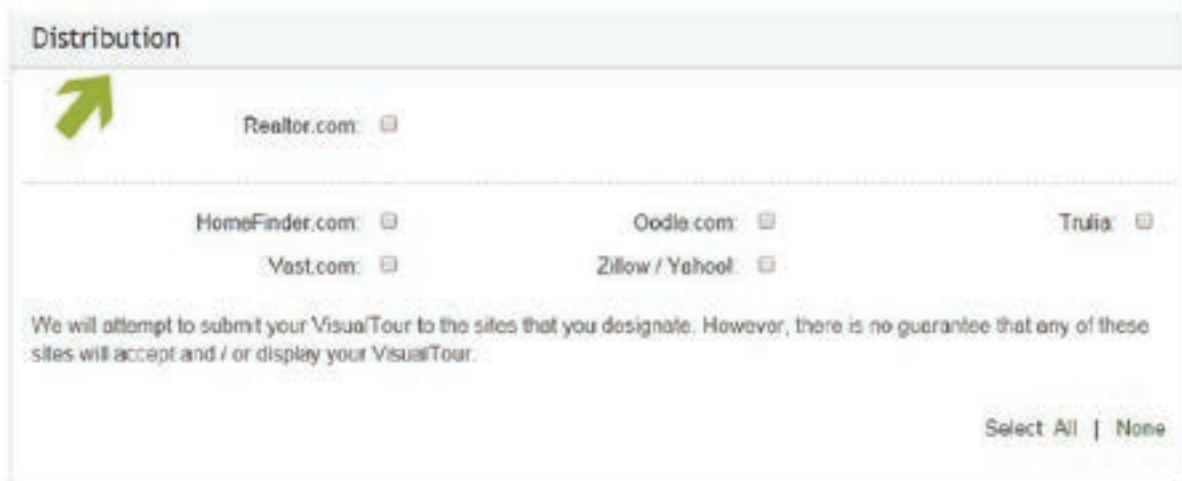 Distribution
Realtor.com:
HomeFinder.com: Oodle.com: Trulia:
Vast.com: Zillow / Yahoo!:
We will attempt to submit your VisualTour to the sites that you designate. However, there is no guarantee that any of these
sites will accept and / or display your VisualTour.
Select All | None